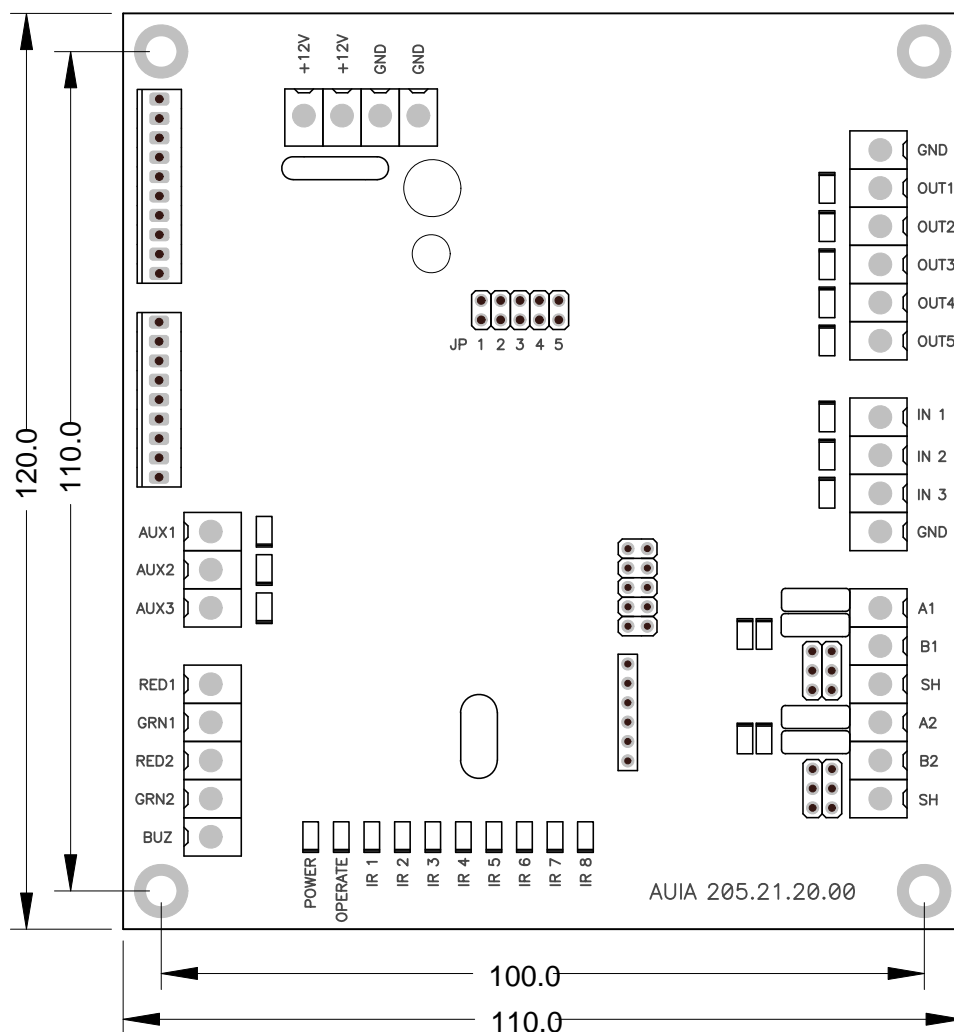 +12V
+12V
GND
GND
GND
OUT1
OUT2
OUT3
OUT4
OUT5
JP 1 2 3 4 5
IN 1
IN 2
IN 3
GND
120.0
110.0
AUX1
AUX2
AUX3
A1
B1
SH
A2
B2
SH
RED1
GRN1
RED2
GRN2
BUZ
POWER
OPERATE
IR 1
IR 2
IR 3
IR 4
IR 5
IR 6
IR 7
IR 8
AUIA 205.21.20.00
100.0
110.0